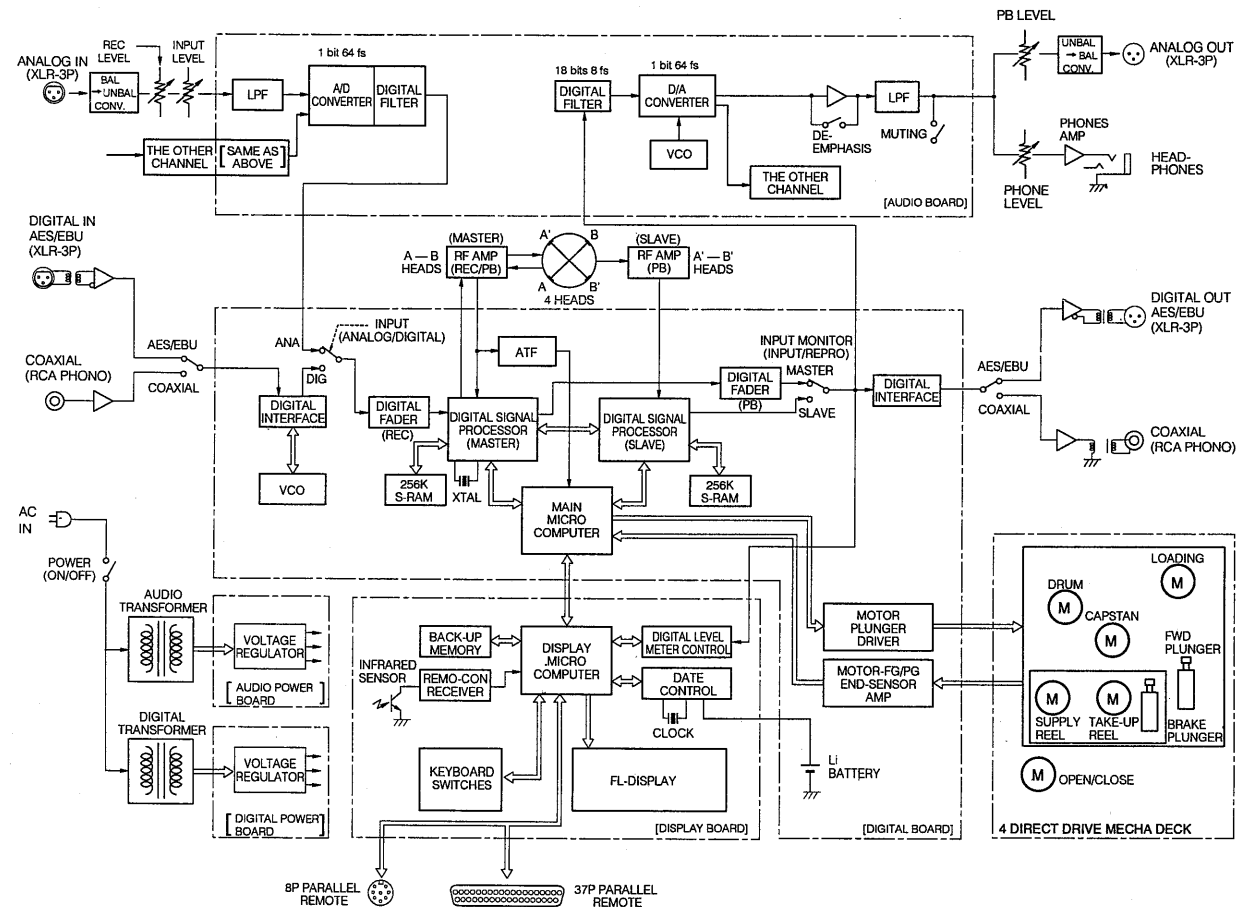 ANALOG IN
(XLR-3P)
REC
LEVEL
INPUT
LEVEL
BAL
→UNBAL
CONV.
LPF
1 bit 64 fs
A/D
CONVERTER
DIGITAL
FILTER
THE OTHER
CHANNEL
[SAME AS
ABOVE]
18 bits 8 fs
DIGITAL
FILTER
1 bit 64 fs
D/A
CONVERTER
VCO
THE OTHER
CHANNEL
DE-
EMPHASIS
LPF
MUTING
[AUDIO BOARD]
PB LEVEL
UNBAL
→BAL
CONV.
ANALOG OUT
(XLR-3P)
PHONES
AMP
PHONE
LEVEL
HEAD-
PHONES
DIGITAL IN
AES/EBU
(XLR-3P)
COAXIAL
(RCA PHONO)
AES/EBU
COAXIAL
(MASTER)
A — B
HEADS
RF AMP
(REC/PB)
A'
B
A
B'
4 HEADS
(SLAVE)
RF AMP
(PB)
A' — B'
HEADS
ANA
DIG
INPUT
(ANALOG/DIGITAL)
DIGITAL
INTERFACE
VCO
DIGITAL
FADER
(REC)
ATF
DIGITAL SIGNAL
PROCESSOR
(MASTER)
256K
S-RAM
XTAL
DIGITAL SIGNAL
PROCESSOR
(SLAVE)
256K
S-RAM
DIGITAL
FADER
(PB)
INPUT MONITOR
(INPUT/REPRO)
MASTER
SLAVE
DIGITAL
INTERFACE
AES/EBU
COAXIAL
DIGITAL OUT
AES/EBU
(XLR-3P)
COAXIAL
(RCA PHONO)
MAIN
MICRO
COMPUTER
AC
IN
POWER
(ON/OFF)
AUDIO
TRANSFORMER
VOLTAGE
REGULATOR
[AUDIO POWER
BOARD]
DIGITAL
TRANSFORMER
VOLTAGE
REGULATOR
[DIGITAL POWER
BOARD]
BACK-UP
MEMORY
INFRARED
SENSOR
REMO-CON
RECEIVER
DISPLAY
MICRO
COMPUTER
DIGITAL LEVEL
METER CONTROL
DATE
CONTROL
CLOCK
KEYBOARD
SWITCHES
FL-DISPLAY
[DISPLAY BOARD]
Li
BATTERY
MOTOR
PLUNGER
DRIVER
MOTOR-FG/PG
END-SENSOR
AMP
[DIGITAL BOARD]
LOADING
M
DRUM
M
CAPSTAN
M
FWD
PLUNGER
M
SUPPLY
REEL
M
TAKE-UP
REEL
BRAKE
PLUNGER
M
OPEN/CLOSE
4 DIRECT DRIVE MECHA DECK
8P PARALLEL
REMOTE
37P PARALLEL
REMOTE